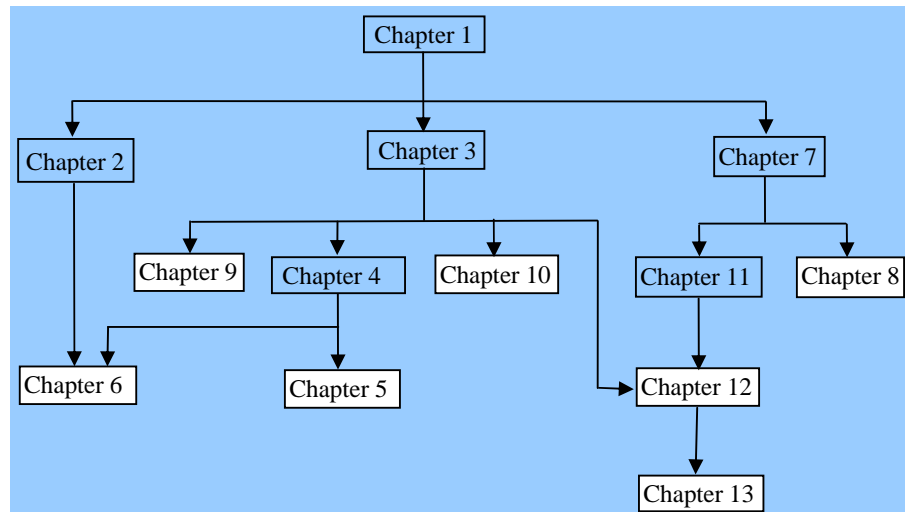 Chapter 1
Chapter 2
Chapter 3
Chapter 7
Chapter 9
Chapter 4
Chapter 10
Chapter 11
Chapter 8
Chapter 6
Chapter 5
Chapter 12
Chapter 13